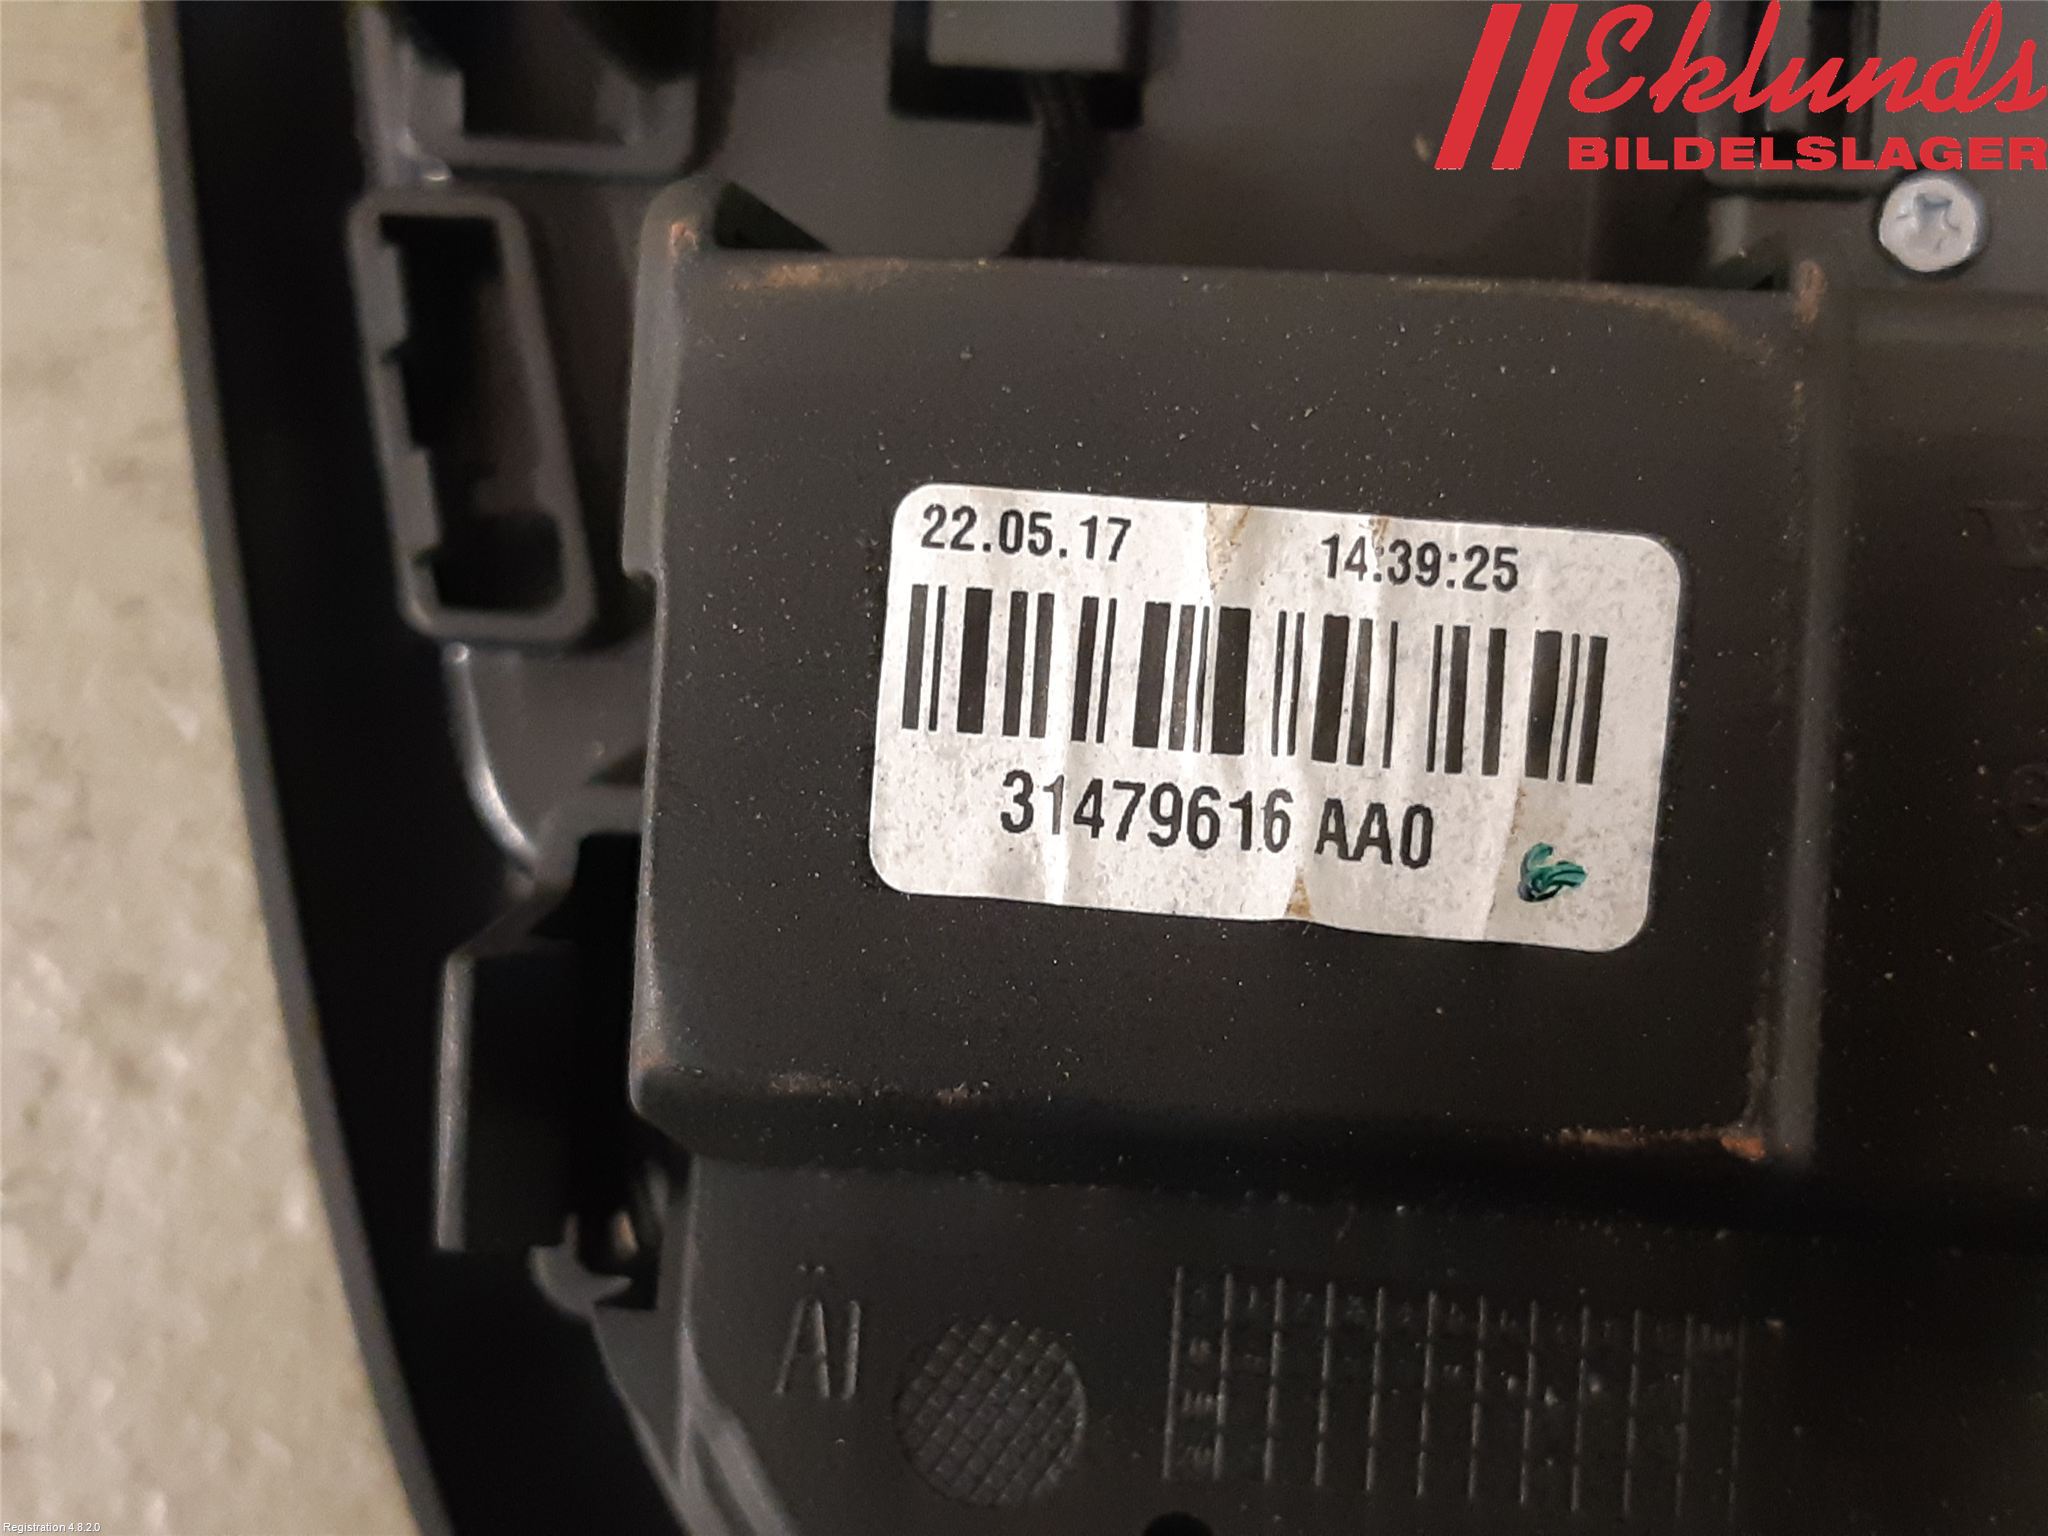 Eklunds
BILDELSLAGER
22.05.17 14:39:25
31479616 AA0
Registration 4.8.2.0